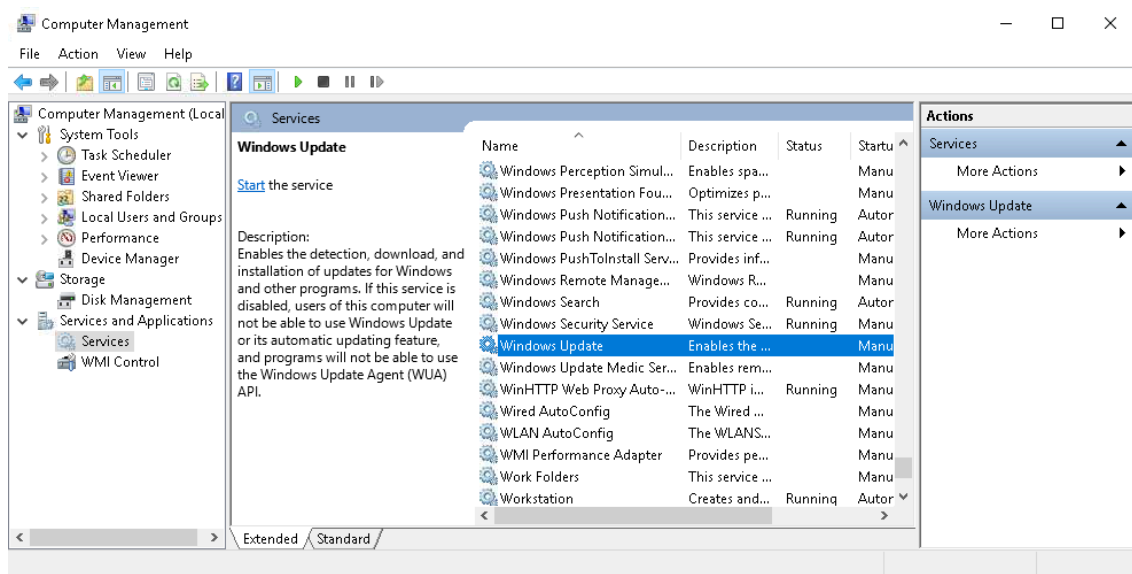 Computer Management
File Action View Help
Computer Management (Local
System Tools
Task Scheduler
Event Viewer
Shared Folders
Local Users and Groups
Performance
Device Manager
Storage
Disk Management
Services and Applications
Services
WMI Control
Services
Windows Update
Start the service
Description:
Enables the detection, download, and
installation of updates for Windows
and other programs. If this service is
disabled, users of this computer will
not be able to use Windows Update
or its automatic updating feature,
and programs will not be able to use
the Windows Update Agent (WUA)
API.
Name Description Status Startu
Windows Perception Simul... Enables spa... Manu
Windows Presentation Fou... Optimizes p... Manu
Windows Push Notification... This service ... Running Autor
Windows Push Notification... This service ... Running Autor
Windows PushToInstall Serv... Provides inf... Manu
Windows Remote Manage... Windows R... Manu
Windows Search Provides co... Running Autor
Windows Security Service Windows Se... Running Manu
Windows Update Enables the ... Manu
Windows Update Medic Ser... Enables rem... Manu
WinHTTP Web Proxy Auto-... WinHTTP i... Running Manu
Wired AutoConfig The Wired ... Manu
WLAN AutoConfig The WLANS... Manu
WMI Performance Adapter Provides pe... Manu
Work Folders This service ... Manu
Workstation Creates and... Running Autor
Extended Standard
Actions
Services
More Actions
Windows Update
More Actions